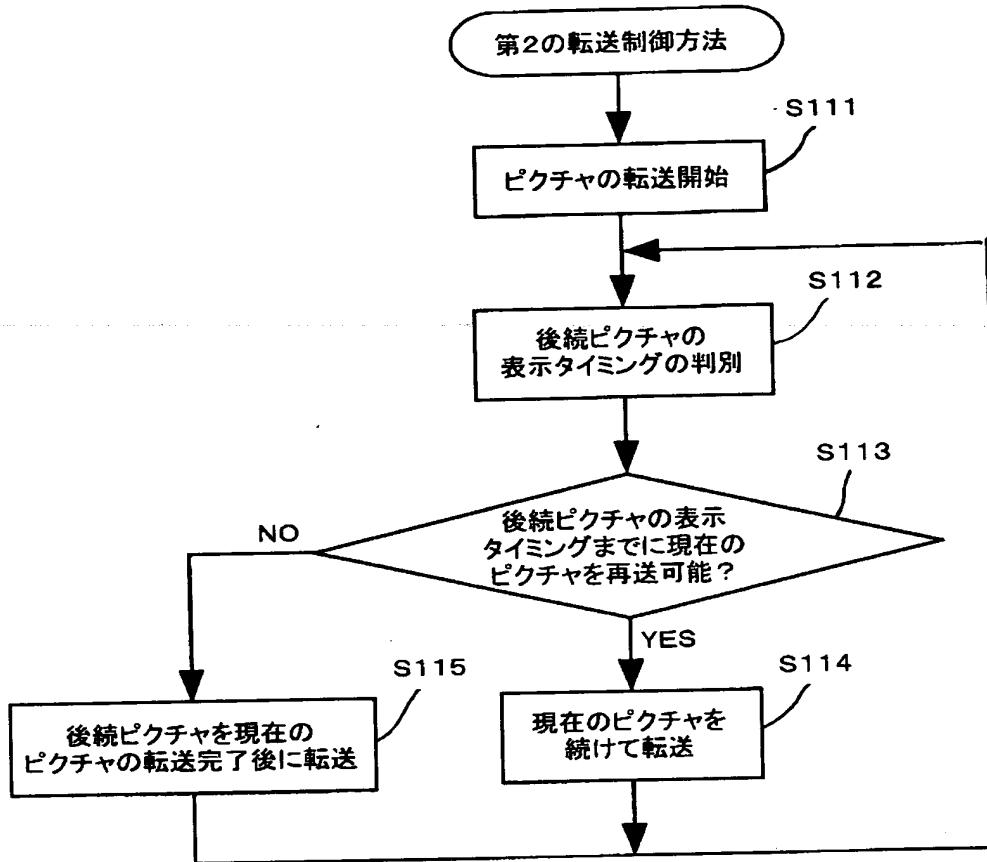 第2の転送制御方法
S111
ピクチャの転送開始
S112
後続ピクチャの
表示タイミングの判別
S113
後続ピクチャの表示
タイミングまでに現在の
ピクチャを再送可能？
NO
YES
S115
後続ピクチャを現在の
ピクチャの転送完了後に転送
S114
現在のピクチャを
続けて転送